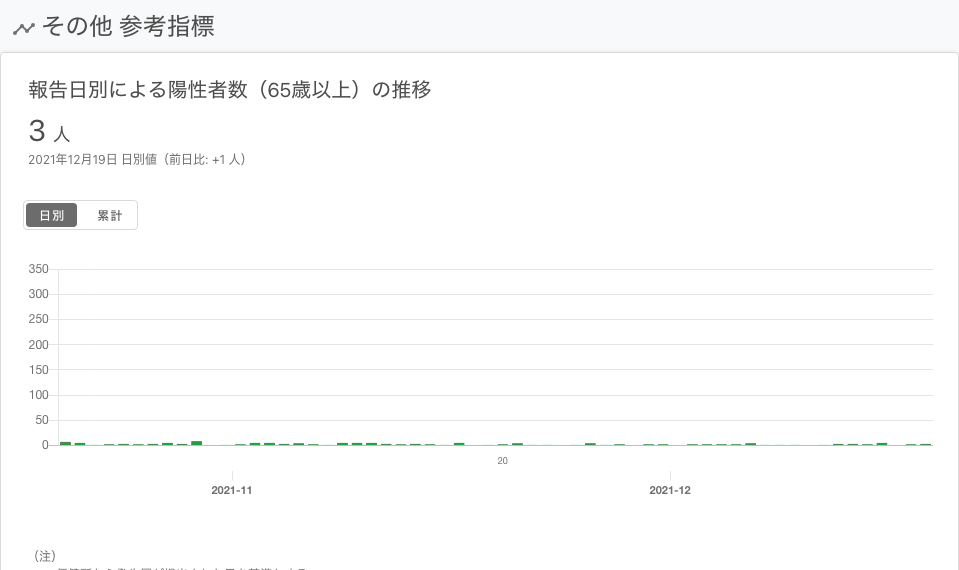 その他 参考指標
報告日別による陽性者数（65歳以上）の推移
3 人
2021年12月19日 日別値（前日比: +1 人）
日別 累計
350
300
250
200
150
100
50
0
20
2021-11 2021-12
（注）